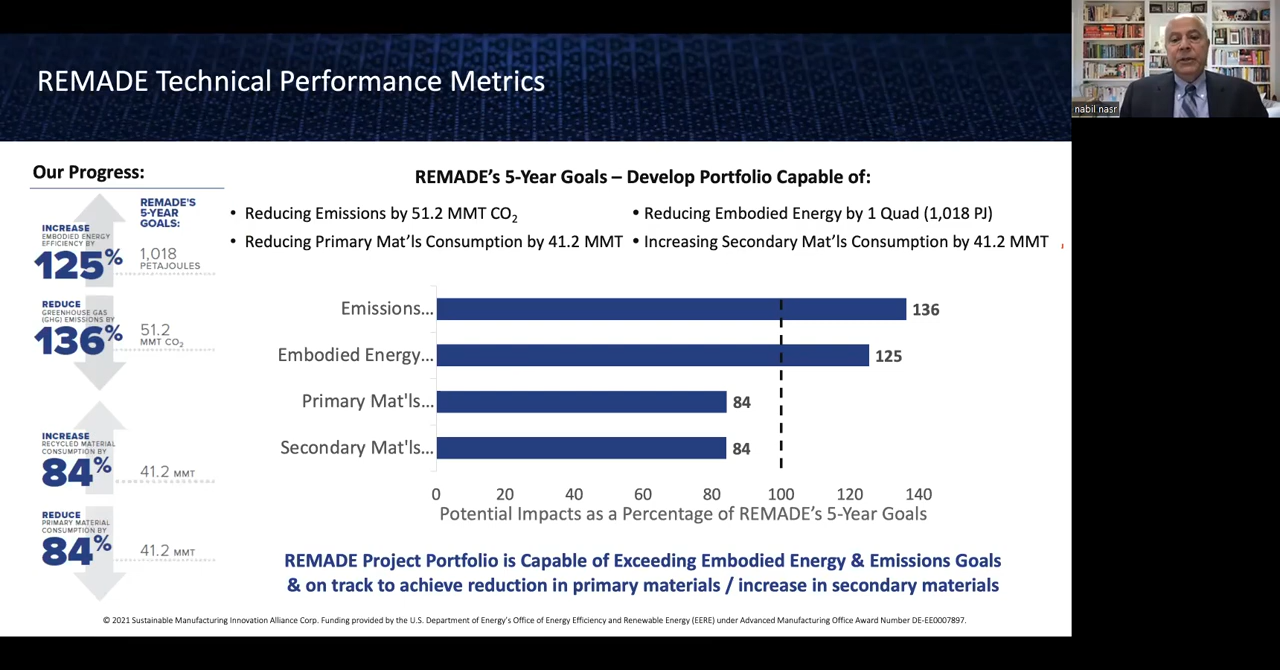 REMADE Technical Performance Metrics
nabil nasr
Our Progress:
REMADE'S
5-YEAR
GOALS:
INCREASE
EMBODIED ENERGY
EFFICIENCY BY
125%
1,018
PETAJOULES
REDUCE
GREENHOUSE GAS
(GHG) EMISSIONS BY
136%
51.2
MMT CO₂
INCREASE
RECYCLED MATERIAL
CONSUMPTION BY
84%
41.2 MMT
REDUCE
PRIMARY MATERIAL
CONSUMPTION BY
84%
41.2 MMT
REMADE's 5-Year Goals – Develop Portfolio Capable of:
• Reducing Emissions by 51.2 MMT CO₂
• Reducing Primary Mat'ls Consumption by 41.2 MMT
• Reducing Embodied Energy by 1 Quad (1,018 PJ)
• Increasing Secondary Mat'ls Consumption by 41.2 MMT
Emissions... 136
Embodied Energy... 125
Primary Mat'ls... 84
Secondary Mat'ls... 84
0 20 40 60 80 100 120 140
Potential Impacts as a Percentage of REMADE's 5-Year Goals
REMADE Project Portfolio is Capable of Exceeding Embodied Energy & Emissions Goals
& on track to achieve reduction in primary materials / increase in secondary materials
© 2021 Sustainable Manufacturing Innovation Alliance Corp. Funding provided by the U.S. Department of Energy's Office of Energy Efficiency and Renewable Energy (EERE) under Advanced Manufacturing Office Award Number DE-EE0007897.